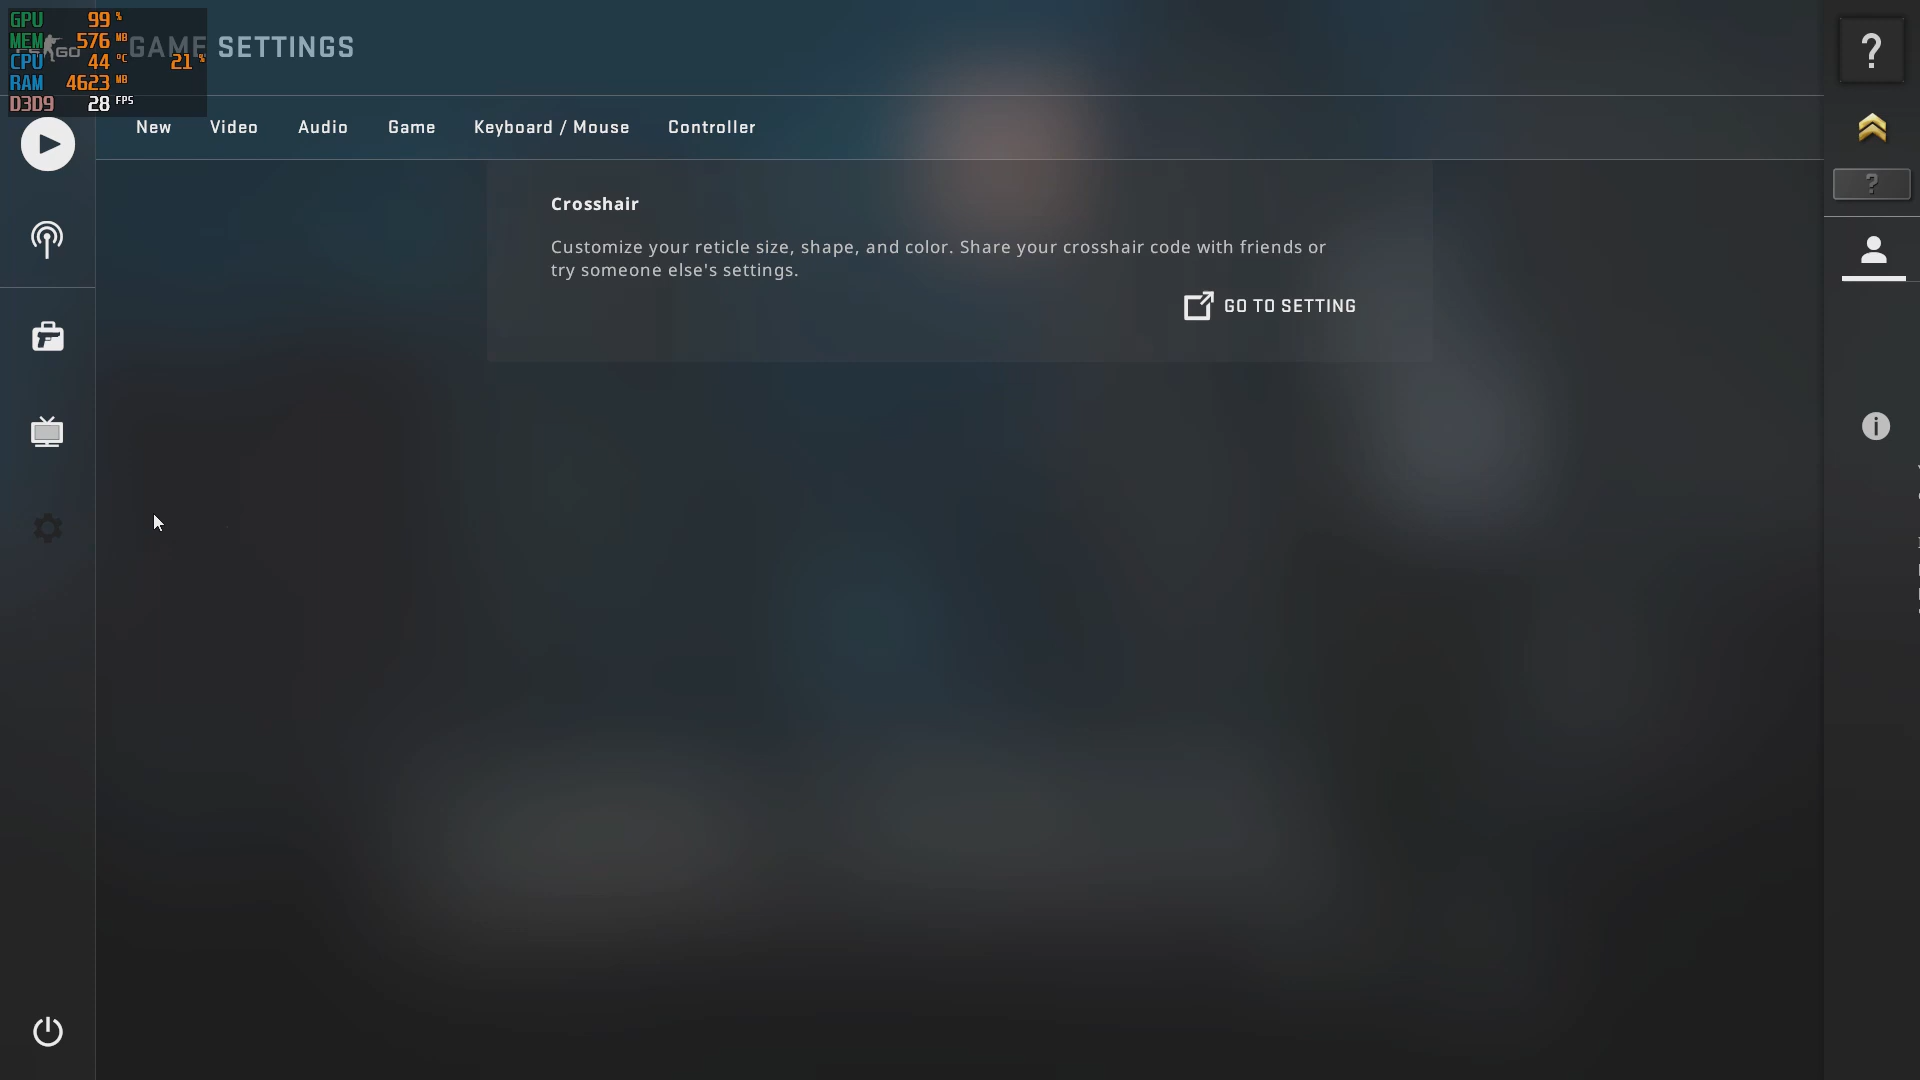 GPU 99 %
MEM 576 MB
CPU 44 °C 21 %
RAM 4623 MB
D3D9 28 FPS
GO
GAME SETTINGS
?
New Video Audio Game Keyboard / Mouse Controller
?
Crosshair
Customize your reticle size, shape, and color. Share your crosshair code with friends or
try someone else's settings.
GO TO SETTING
i